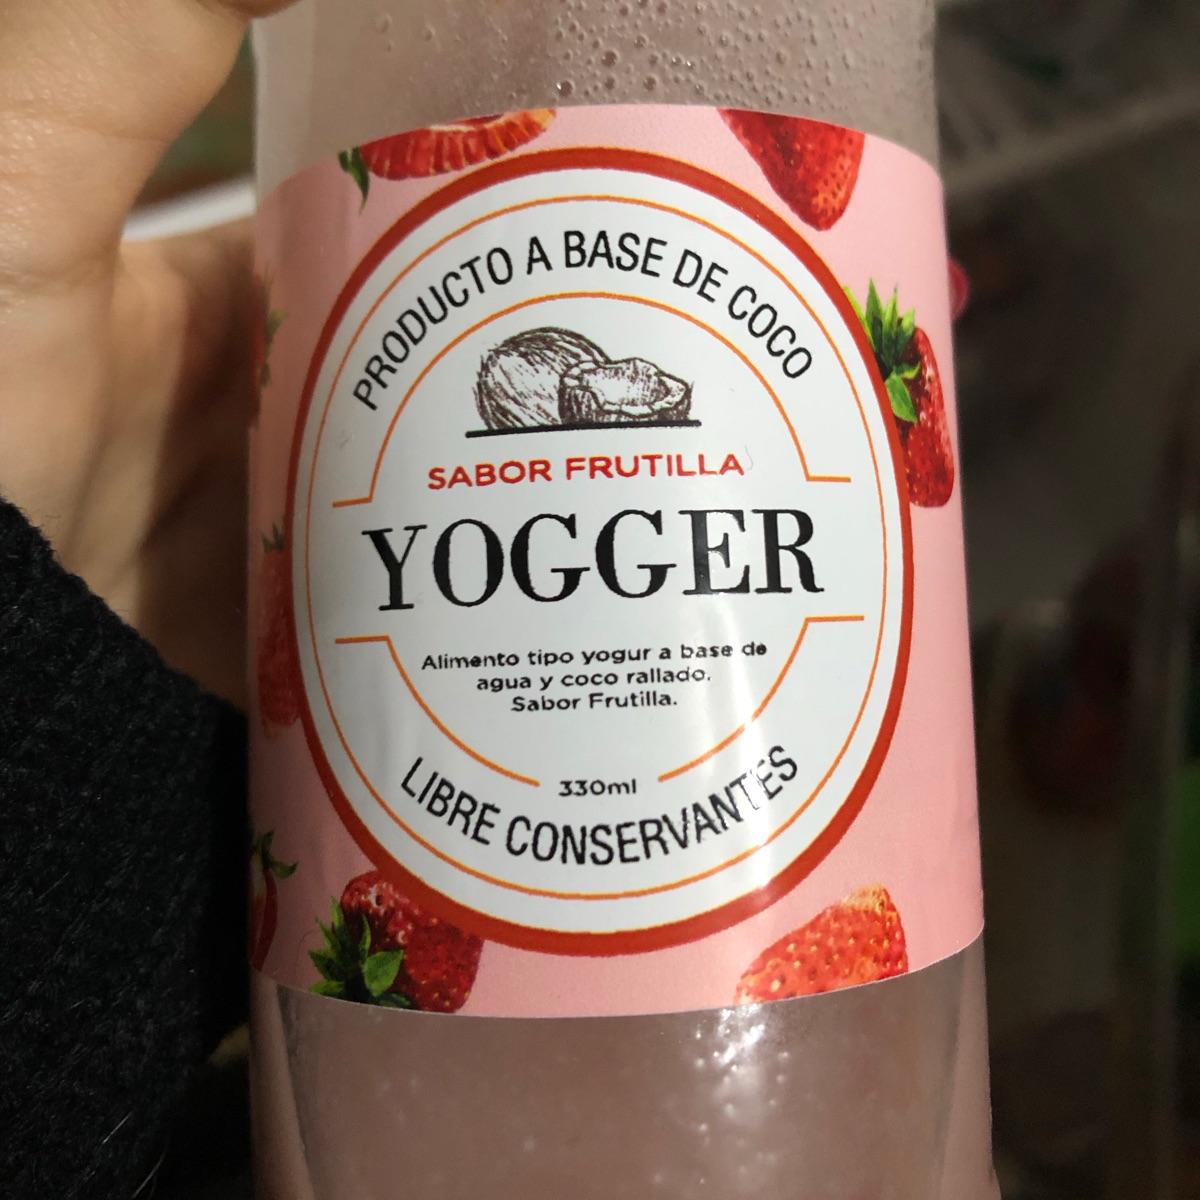 PRODUCTO A BASE DE COCO
SABOR FRUTILLA
YOGGER
Alimento tipo yogur a base de
agua y coco rallado.
Sabor Frutilla.
330ml
LIBRE CONSERVANTES